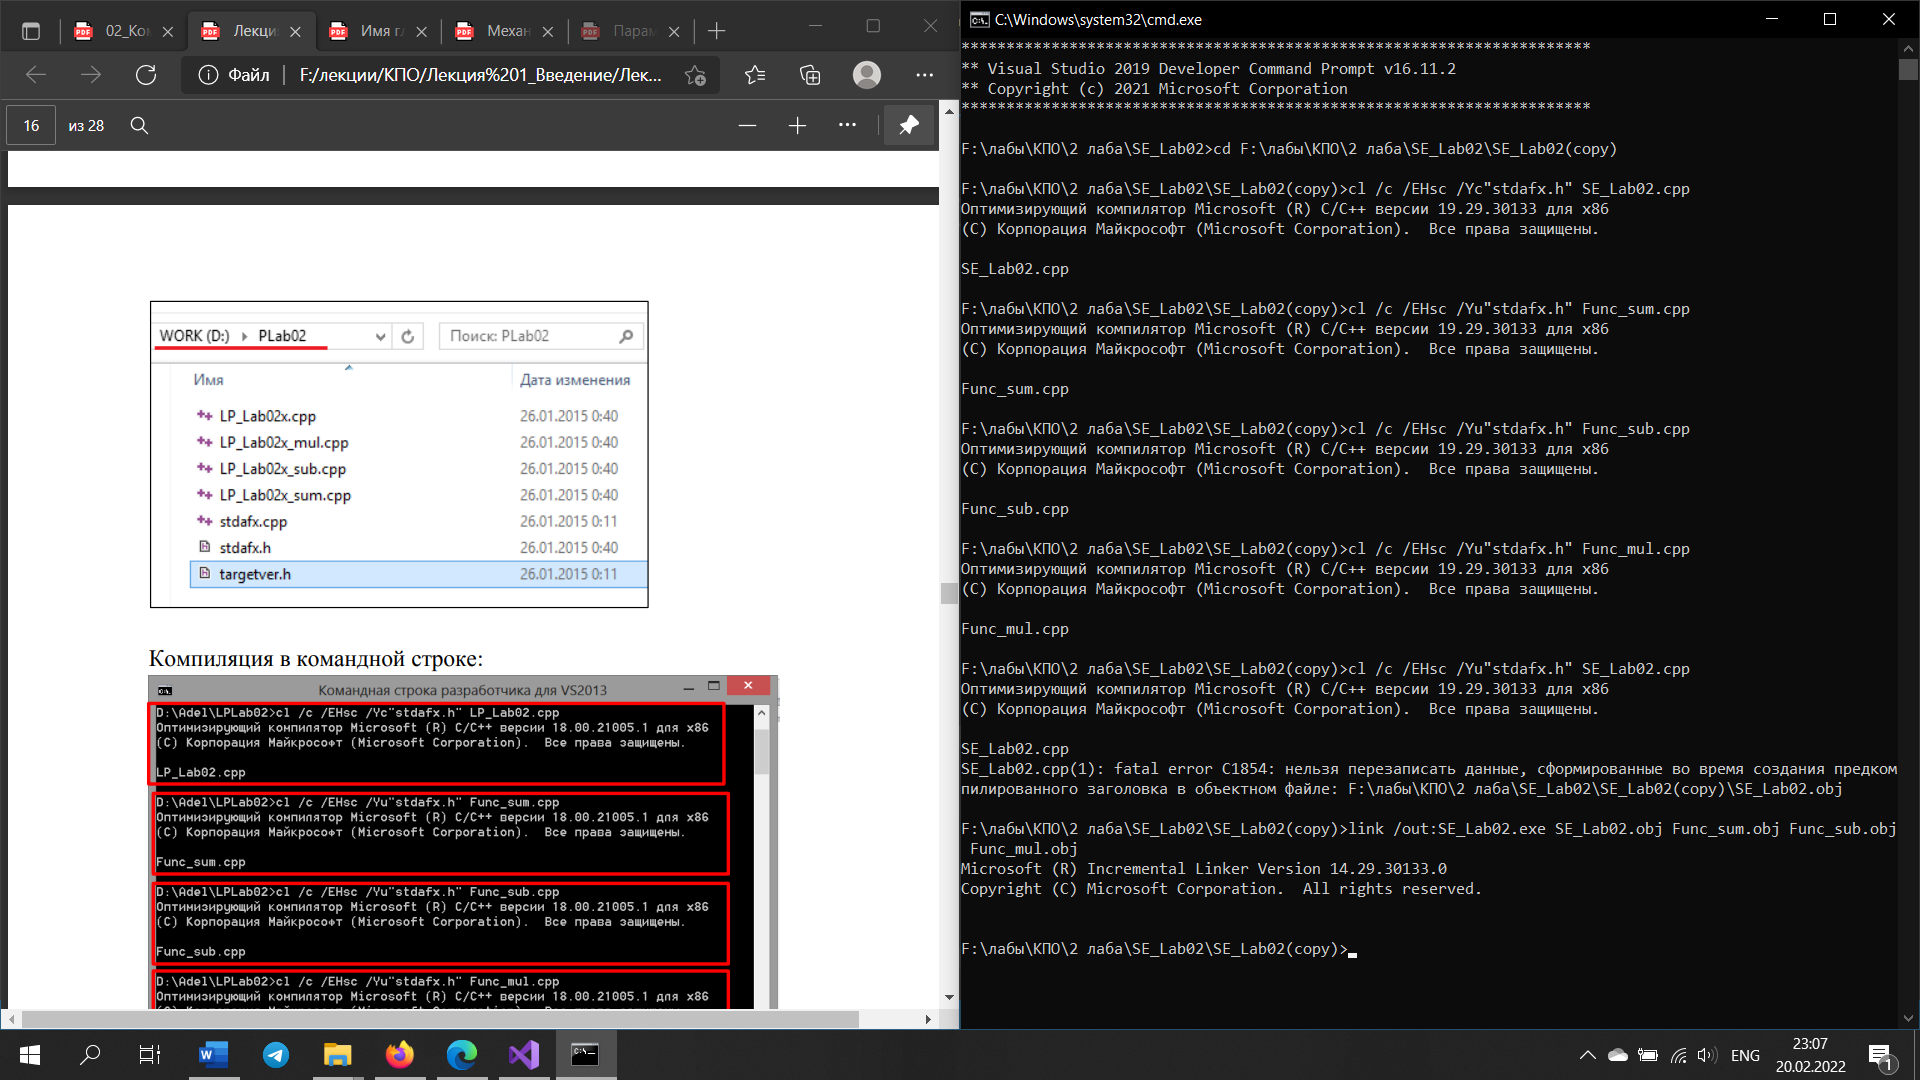 02_Ко
Лекци
Имя г
Механ
Парам
Файл
F:/лекции/КПО/Лекция%201_Введение/Лек...
16 из 28
WORK (D:) PLab02
Поиск: PLab02
Имя Дата изменения
LP_Lab02x.cpp 26.01.2015 0:40
LP_Lab02x_mul.cpp 26.01.2015 0:40
LP_Lab02x_sub.cpp 26.01.2015 0:40
LP_Lab02x_sum.cpp 26.01.2015 0:40
stdafx.cpp 26.01.2015 0:11
stdafx.h 26.01.2015 0:40
targetver.h 26.01.2015 0:11
Компиляция в командной строке:
Командная строка разработчика для VS2013
D:\Adel\LPLab02>cl /c /EHsc /Yc"stdafx.h" LP_Lab02.cpp
Оптимизирующий компилятор Microsoft (R) C/C++ версии 18.00.21005.1 для x86
(C) Корпорация Майкрософт (Microsoft Corporation).  Все права защищены.
LP_Lab02.cpp
D:\Adel\LPLab02>cl /c /EHsc /Yu"stdafx.h" Func_sum.cpp
Оптимизирующий компилятор Microsoft (R) C/C++ версии 18.00.21005.1 для x86
(C) Корпорация Майкрософт (Microsoft Corporation).  Все права защищены.
Func_sum.cpp
D:\Adel\LPLab02>cl /c /EHsc /Yu"stdafx.h" Func_sub.cpp
Оптимизирующий компилятор Microsoft (R) C/C++ версии 18.00.21005.1 для x86
(C) Корпорация Майкрософт (Microsoft Corporation).  Все права защищены.
Func_sub.cpp
D:\Adel\LPLab02>cl /c /EHsc /Yu"stdafx.h" Func_mul.cpp
Оптимизирующий компилятор Microsoft (R) C/C++ версии 18.00.21005.1 для x86
C:\Windows\system32\cmd.exe
**********************************************************************
** Visual Studio 2019 Developer Command Prompt v16.11.2
** Copyright (c) 2021 Microsoft Corporation
**********************************************************************
F:\лабы\КПО\2 лаба\SE_Lab02>cd F:\лабы\КПО\2 лаба\SE_Lab02\SE_Lab02(copy)
F:\лабы\КПО\2 лаба\SE_Lab02\SE_Lab02(copy)>cl /c /EHsc /Yc"stdafx.h" SE_Lab02.cpp
Оптимизирующий компилятор Microsoft (R) C/C++ версии 19.29.30133 для x86
(C) Корпорация Майкрософт (Microsoft Corporation).  Все права защищены.
SE_Lab02.cpp
F:\лабы\КПО\2 лаба\SE_Lab02\SE_Lab02(copy)>cl /c /EHsc /Yu"stdafx.h" Func_sum.cpp
Оптимизирующий компилятор Microsoft (R) C/C++ версии 19.29.30133 для x86
(C) Корпорация Майкрософт (Microsoft Corporation).  Все права защищены.
Func_sum.cpp
F:\лабы\КПО\2 лаба\SE_Lab02\SE_Lab02(copy)>cl /c /EHsc /Yu"stdafx.h" Func_sub.cpp
Оптимизирующий компилятор Microsoft (R) C/C++ версии 19.29.30133 для x86
(C) Корпорация Майкрософт (Microsoft Corporation).  Все права защищены.
Func_sub.cpp
F:\лабы\КПО\2 лаба\SE_Lab02\SE_Lab02(copy)>cl /c /EHsc /Yu"stdafx.h" Func_mul.cpp
Оптимизирующий компилятор Microsoft (R) C/C++ версии 19.29.30133 для x86
(C) Корпорация Майкрософт (Microsoft Corporation).  Все права защищены.
Func_mul.cpp
F:\лабы\КПО\2 лаба\SE_Lab02\SE_Lab02(copy)>cl /c /EHsc /Yu"stdafx.h" SE_Lab02.cpp
Оптимизирующий компилятор Microsoft (R) C/C++ версии 19.29.30133 для x86
(C) Корпорация Майкрософт (Microsoft Corporation).  Все права защищены.
SE_Lab02.cpp
SE_Lab02.cpp(1): fatal error C1854: нельзя перезаписать данные, сформированные во время создания предком
пилированного заголовка в объектном файле: F:\лабы\КПО\2 лаба\SE_Lab02\SE_Lab02(copy)\SE_Lab02.obj
F:\лабы\КПО\2 лаба\SE_Lab02\SE_Lab02(copy)>link /out:SE_Lab02.exe SE_Lab02.obj Func_sum.obj Func_sub.obj
Func_mul.obj
Microsoft (R) Incremental Linker Version 14.29.30133.0
Copyright (C) Microsoft Corporation.  All rights reserved.
F:\лабы\КПО\2 лаба\SE_Lab02\SE_Lab02(copy)>
ENG
23:07
20.02.2022
1